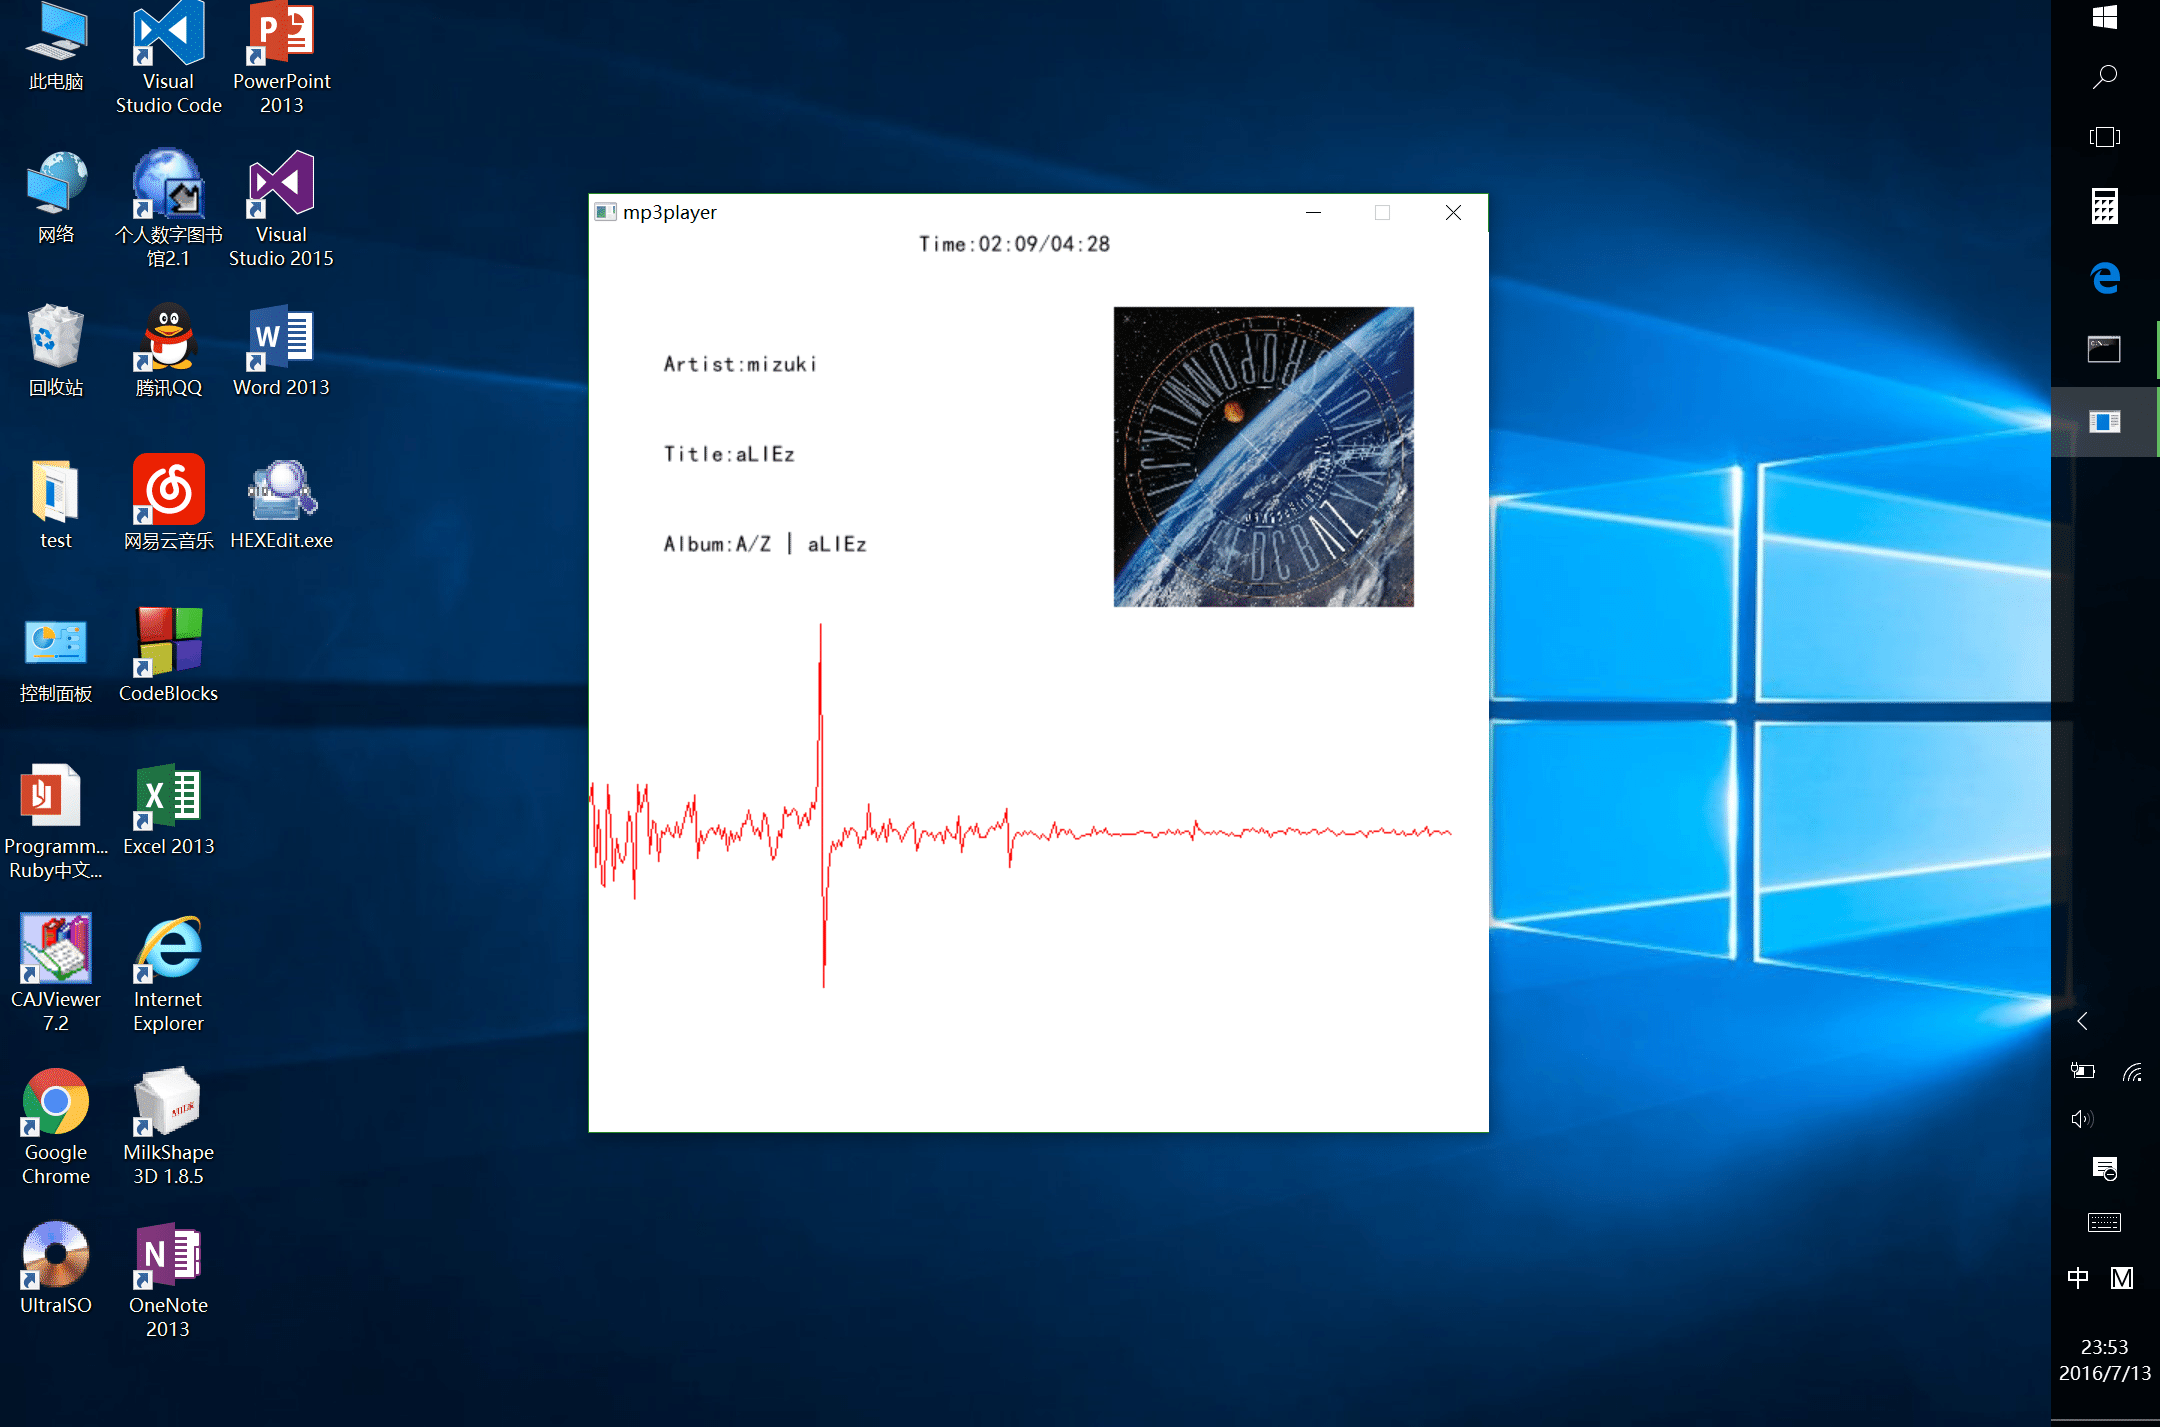 此电脑
Visual
Studio Code
PowerPoint
2013
网络
个人数字图书
馆2.1
Visual
Studio 2015
回收站
腾讯QQ
Word 2013
test
网易云音乐
HEXEdit.exe
控制面板
CodeBlocks
Programm...
Ruby中文...
Excel 2013
CAJViewer
7.2
Internet
Explorer
Google
Chrome
MilkShape
3D 1.8.5
UltraISO
OneNote
2013
mp3player
Time:02:09/04:28
Artist:mizuki
Title:aLIEz
Album:A/Z | aLIEz
中 M
23:53
2016/7/13